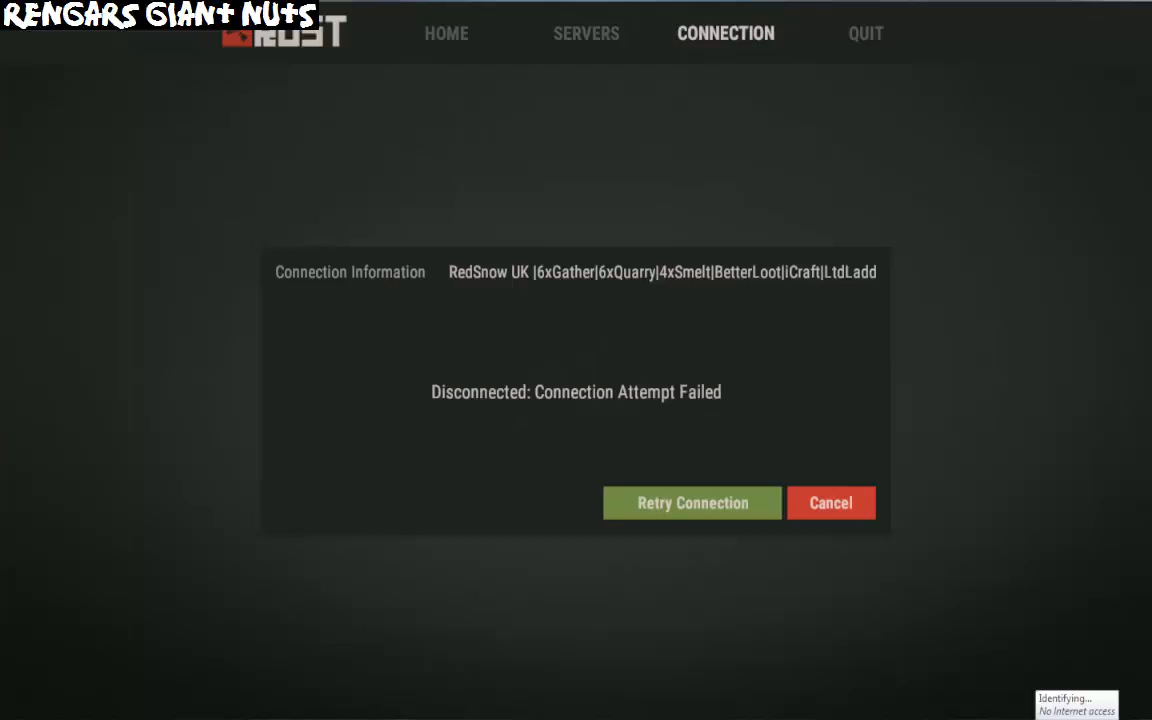 RENGARS GIANT NUTS
RUST
HOME
SERVERS
CONNECTION
QUIT
Connection Information
RedSnow UK |6xGather|6xQuarry|4xSmelt|BetterLoot|iCraft|LtdLadd
Disconnected: Connection Attempt Failed
Retry Connection
Cancel
Identifying...
No Internet access